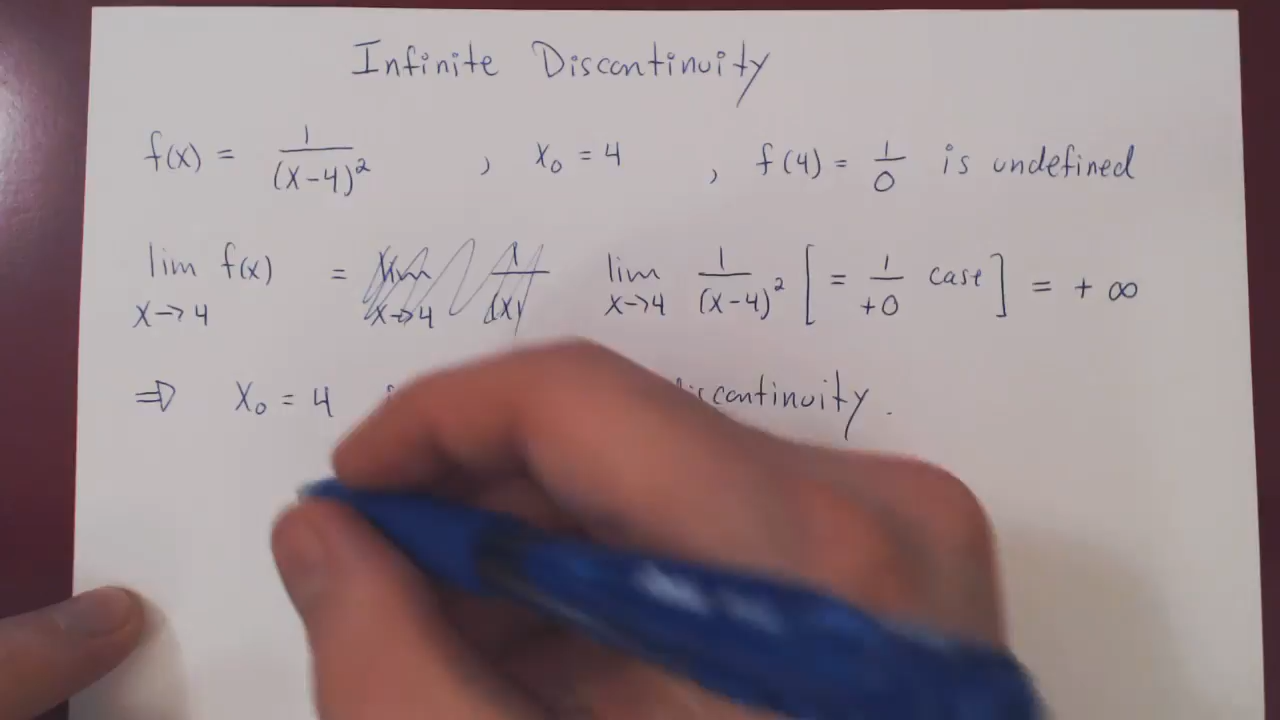 Infinite Discontinuity
f(x) = 1/(x-4)² , x₀ = 4 , f(4) = 1/0 is undefined
lim x→4 f(x) = lim x→4 1/(x-4)² [ = 1/+0 case ] = + ∞
⇒ x₀ = 4 discontinuity.